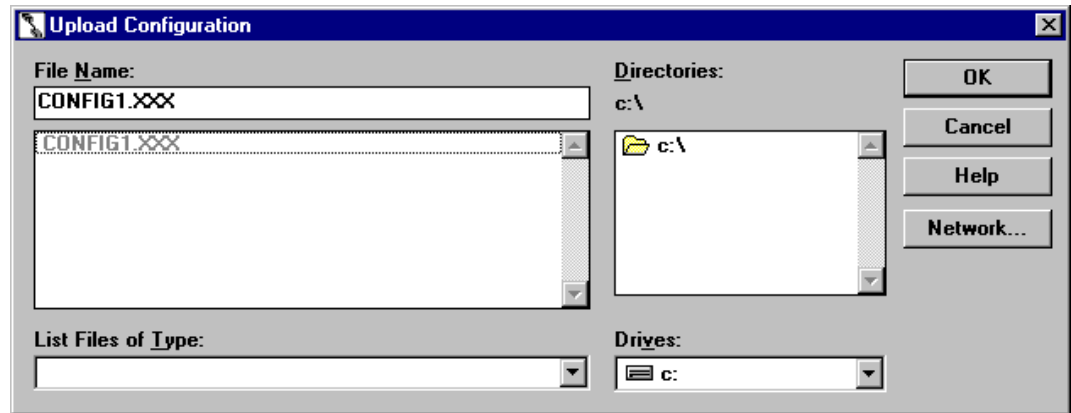 Upload Configuration
File Name:
CONFIG1.XXX
CONFIG1.XXX
List Files of Type:
Directories:
c:\
c:\
Drives:
c:
OK
Cancel
Help
Network...